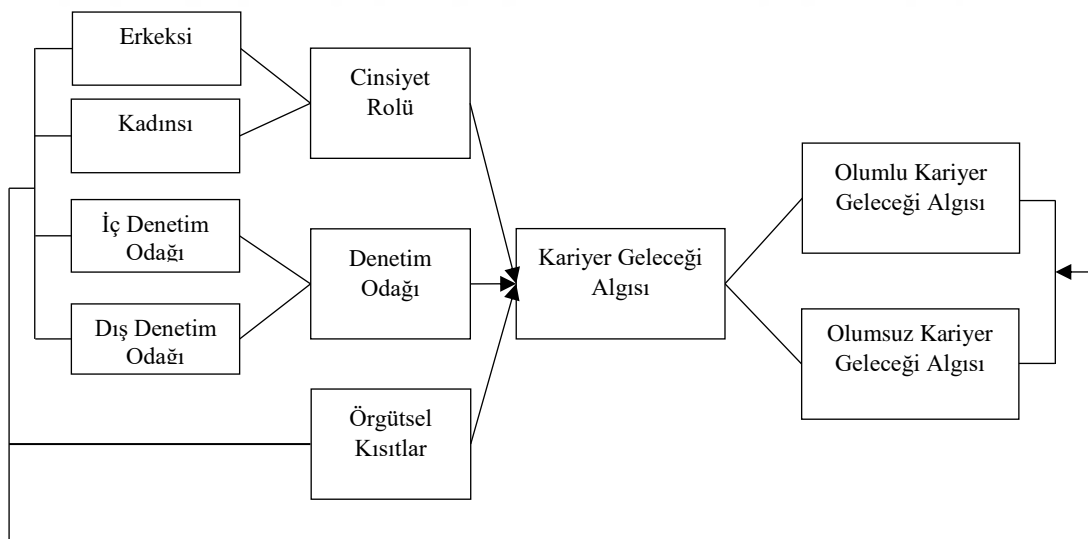 Erkeksi
Kadınsı
İç Denetim
Odağı
Dış Denetim
Odağı
Cinsiyet
Rolü
Denetim
Odağı
Örgütsel
Kısıtlar
Kariyer Geleceği
Algısı
Olumlu Kariyer
Geleceği Algısı
Olumsuz Kariyer
Geleceği Algısı